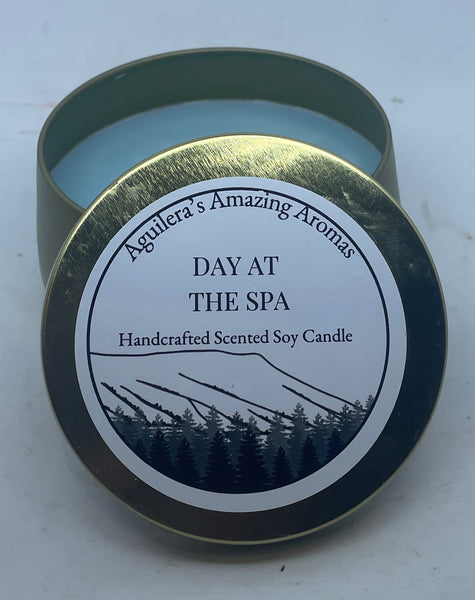 Aguilera's Amazing Aromas
DAY AT
THE SPA
Handcrafted Scented Soy Candle